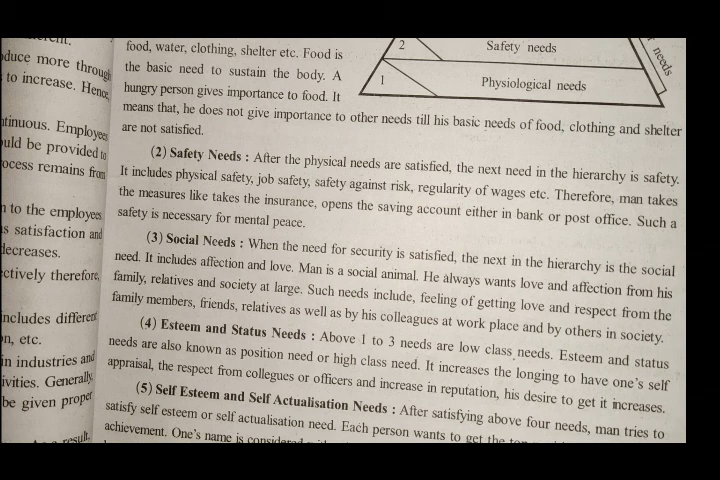 oduce more through
to increase. Hence,
ntinuous. Employees
ould be provided to
ocess remains from
n to the employees
s satisfaction and
decreases.
ectively therefore,
includes different
n, etc.
in industries and
ivities. Generally,
be given proper
result,
2 Safety needs
1 Physiological needs
needs
food, water, clothing, shelter etc. Food is
the basic need to sustain the body. A
hungry person gives importance to food. It
means that, he does not give importance to other needs till his basic needs of food, clothing and shelter
are not satisfied.
(2) Safety Needs : After the physical needs are satisfied, the next need in the hierarchy is safety.
It includes physical safety, job safety, safety against risk, regularity of wages etc. Therefore, man takes
the measures like takes the insurance, opens the saving account either in bank or post office. Such a
safety is necessary for mental peace.
(3) Social Needs : When the need for security is satisfied, the next in the hierarchy is the social
need. It includes affection and love. Man is a social animal. He always wants love and affection from his
family, relatives and society at large. Such needs include, feeling of getting love and respect from the
family members, friends, relatives as well as by his colleagues at work place and by others in society.
(4) Esteem and Status Needs : Above 1 to 3 needs are low class needs. Esteem and status
needs are also known as position need or high class need. It increases the longing to have one's self
appraisal, the respect from collegues or officers and increase in reputation, his desire to get it increases.
(5) Self Esteem and Self Actualisation Needs : After satisfying above four needs, man tries to
satisfy self esteem or self actualisation need. Each person wants to get the
achievement. One's name is considered